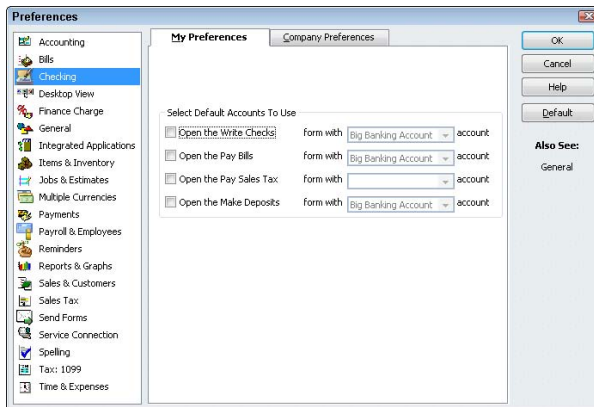 Preferences
Accounting
Bills
Checking
Desktop View
Finance Charge
General
Integrated Applications
Items & Inventory
Jobs & Estimates
Multiple Currencies
Payments
Payroll & Employees
Reminders
Reports & Graphs
Sales & Customers
Sales Tax
Send Forms
Service Connection
Spelling
Tax: 1099
Time & Expenses
My Preferences Company Preferences
Select Default Accounts To Use
Open the Write Checks form with Big Banking Account account
Open the Pay Bills form with Big Banking Account account
Open the Pay Sales Tax form with account
Open the Make Deposits form with Big Banking Account account
OK
Cancel
Help
Default
Also See:
General